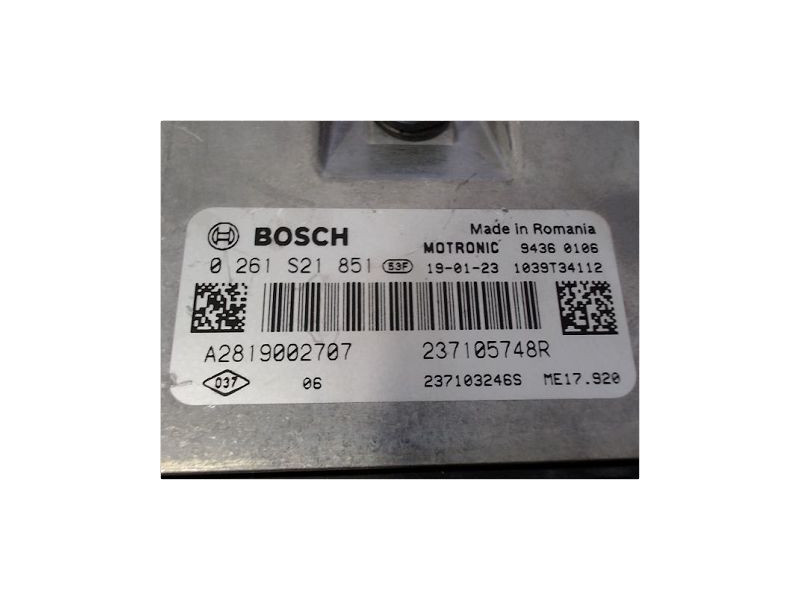 BOSCH
Made in Romania
MOTRONIC 9436 0106
0 261 S21 851 53F 19-01-23 1039T34112
A2819002707 237105748R
037 06 237103246S ME17.920